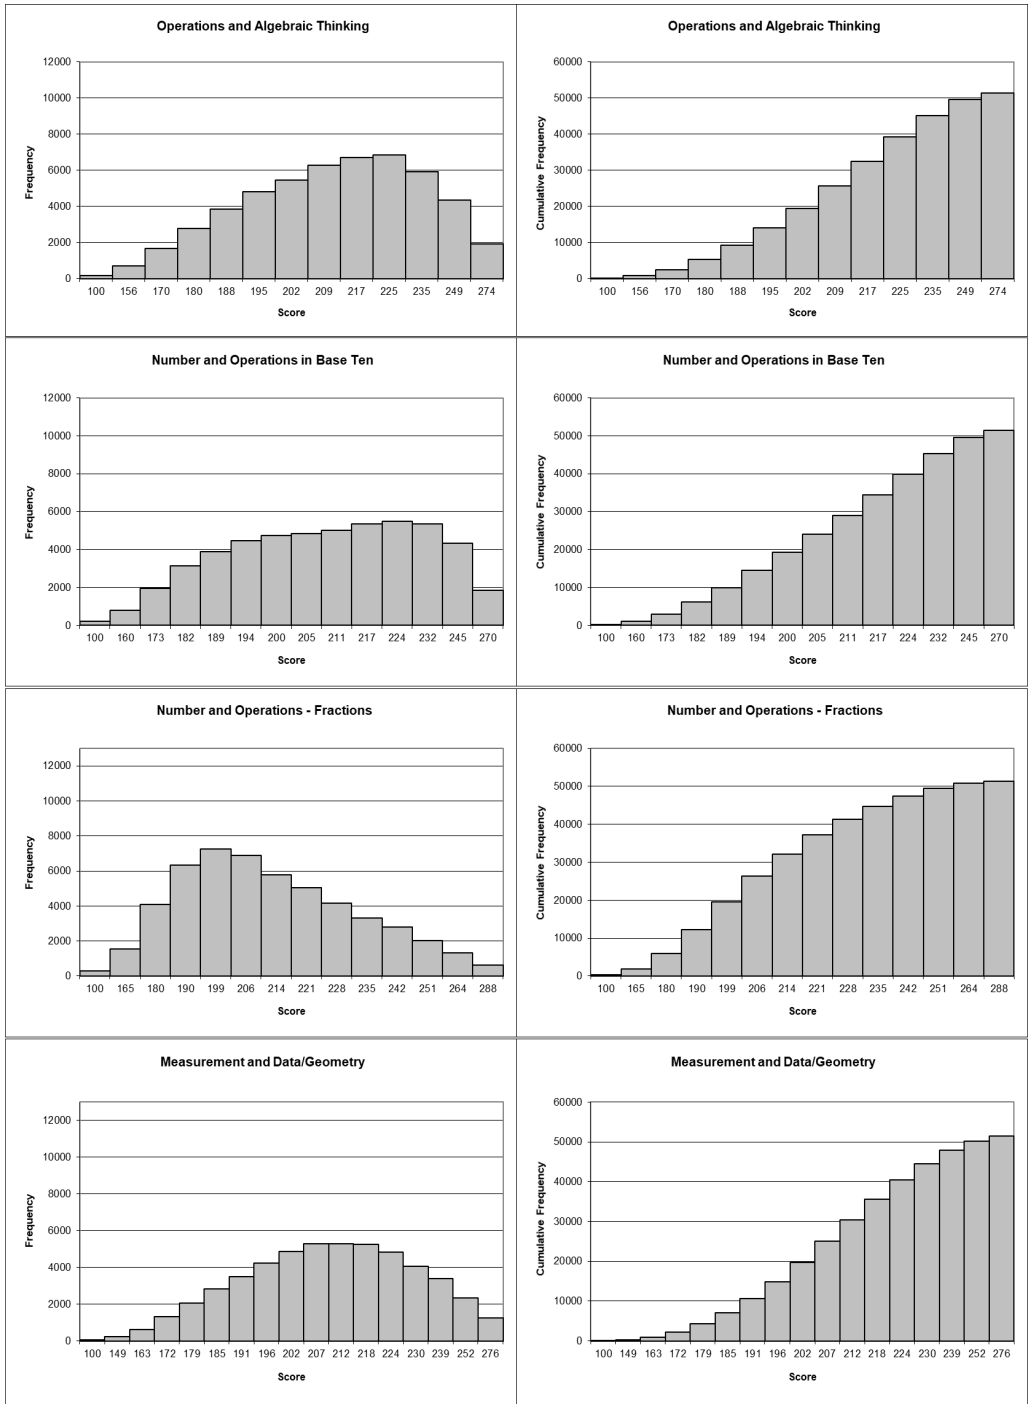 Operations and Algebraic Thinking
12000
10000
8000
6000
4000
2000
0
Frequency
100 156 170 180 188 195 202 209 217 225 235 249 274
Score
Operations and Algebraic Thinking
60000
50000
40000
30000
20000
10000
0
Cumulative Frequency
100 156 170 180 188 195 202 209 217 225 235 249 274
Score
Number and Operations in Base Ten
12000
10000
8000
6000
4000
2000
0
Frequency
100 160 173 182 189 194 200 205 211 217 224 232 245 270
Score
Number and Operations in Base Ten
60000
50000
40000
30000
20000
10000
0
Cumulative Frequency
100 160 173 182 189 194 200 205 211 217 224 232 245 270
Score
Number and Operations - Fractions
12000
10000
8000
6000
4000
2000
0
Frequency
100 165 180 190 199 206 214 221 228 235 242 251 264 288
Score
Number and Operations - Fractions
60000
50000
40000
30000
20000
10000
0
Cumulative Frequency
100 165 180 190 199 206 214 221 228 235 242 251 264 288
Score
Measurement and Data/Geometry
12000
10000
8000
6000
4000
2000
0
Frequency
100 149 163 172 179 185 191 196 202 207 212 218 224 230 239 252 276
Score
Measurement and Data/Geometry
60000
50000
40000
30000
20000
10000
0
Cumulative Frequency
100 149 163 172 179 185 191 196 202 207 212 218 224 230 239 252 276
Score